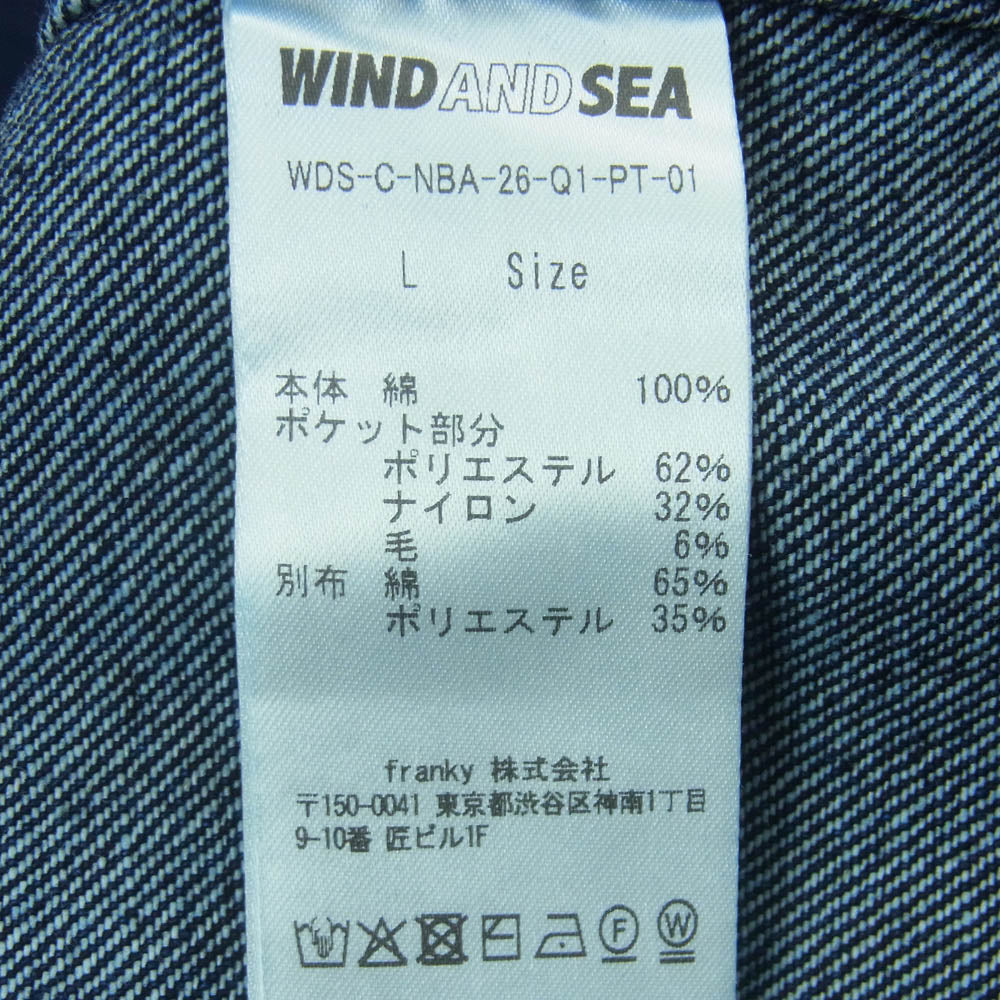 WIND AND SEA
WDS-C-NBA-26-Q1-PT-01
L Size
本体 綿 100%
ポケット部分
ポリエステル 62%
ナイロン 32%
毛 6%
別布 綿 65%
ポリエステル 35%
franky 株式会社
〒150-0041 東京都渋谷区神南1丁目
9-10番 匠ビル1F
F W